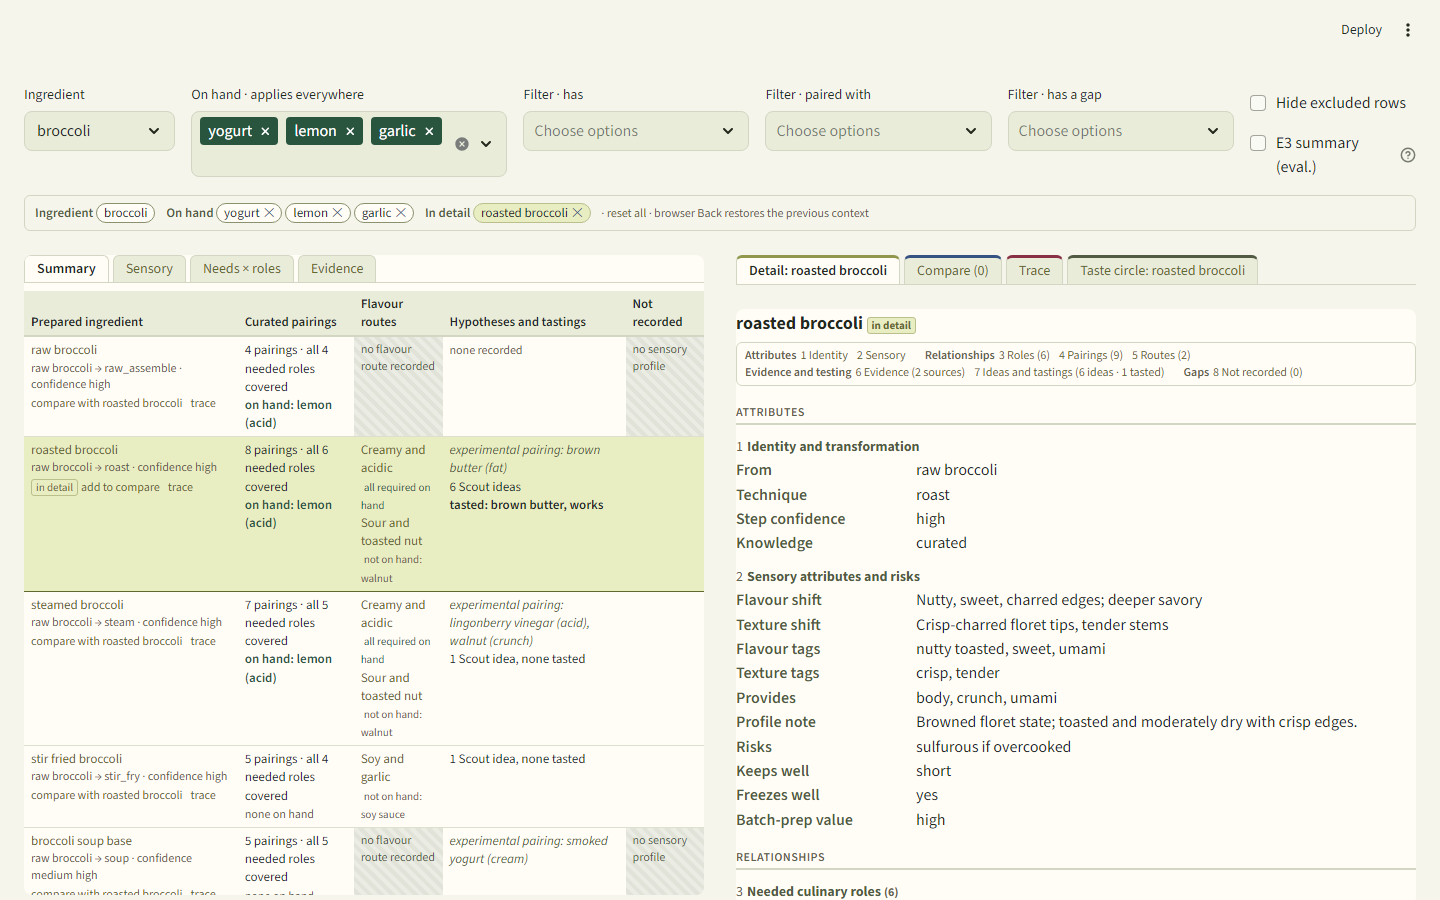 Deploy
Ingredient
On hand · applies everywhere
Filter · has
Filter · paired with
Filter · has a gap
broccoli
yogurt × lemon × garlic ×
Choose options
Choose options
Choose options
Hide excluded rows
E3 summary
(eval.)
Ingredient broccoli On hand yogurt × lemon × garlic × In detail roasted broccoli × · reset all · browser Back restores the previous context
Summary
Sensory
Needs × roles
Evidence
Prepared ingredient
Curated pairings
Flavour
routes
Hypotheses and tastings
Not
recorded
raw broccoli
raw broccoli → raw_assemble ·
confidence high
compare with roasted broccoli trace
4 pairings · all 4
needed roles
covered
on hand: lemon
(acid)
no flavour
route recorded
none recorded
no sensory
profile
roasted broccoli
raw broccoli → roast · confidence high
in detail add to compare trace
8 pairings · all 6
needed roles
covered
on hand: lemon
(acid)
Creamy and
acidic
all required on
hand
Sour and
toasted nut
not on hand:
walnut
experimental pairing: brown
butter (fat)
6 Scout ideas
tasted: brown butter, works
steamed broccoli
raw broccoli → steam · confidence high
compare with roasted broccoli trace
7 pairings · all 5
needed roles
covered
on hand: lemon
(acid)
Creamy and
acidic
all required on
hand
Sour and
toasted nut
not on hand:
walnut
experimental pairing:
lingonberry vinegar (acid),
walnut (crunch)
1 Scout idea, none tasted
stir fried broccoli
raw broccoli → stir_fry · confidence high
compare with roasted broccoli trace
5 pairings · all 4
needed roles
covered
none on hand
Soy and
garlic
not on hand:
soy sauce
1 Scout idea, none tasted
broccoli soup base
raw broccoli → soup · confidence
medium high
compare with roasted broccoli trace
5 pairings · all 5
needed roles
covered
none on hand
no flavour
route recorded
experimental pairing: smoked
yogurt (cream)
no sensory
profile
Detail: roasted broccoli
Compare (0)
Trace
Taste circle: roasted broccoli
roasted broccoli in detail
Attributes 1 Identity 2 Sensory Relationships 3 Roles (6) 4 Pairings (9) 5 Routes (2)
Evidence and testing 6 Evidence (2 sources) 7 Ideas and tastings (6 ideas · 1 tasted) Gaps 8 Not recorded (0)
ATTRIBUTES
1 Identity and transformation
From raw broccoli
Technique roast
Step confidence high
Knowledge curated
2 Sensory attributes and risks
Flavour shift Nutty, sweet, charred edges; deeper savory
Texture shift Crisp-charred floret tips, tender stems
Flavour tags nutty toasted, sweet, umami
Texture tags crisp, tender
Provides body, crunch, umami
Profile note Browned floret state; toasted and moderately dry with crisp edges.
Risks sulfurous if overcooked
Keeps well short
Freezes well yes
Batch-prep value high
RELATIONSHIPS
3 Needed culinary roles (6)